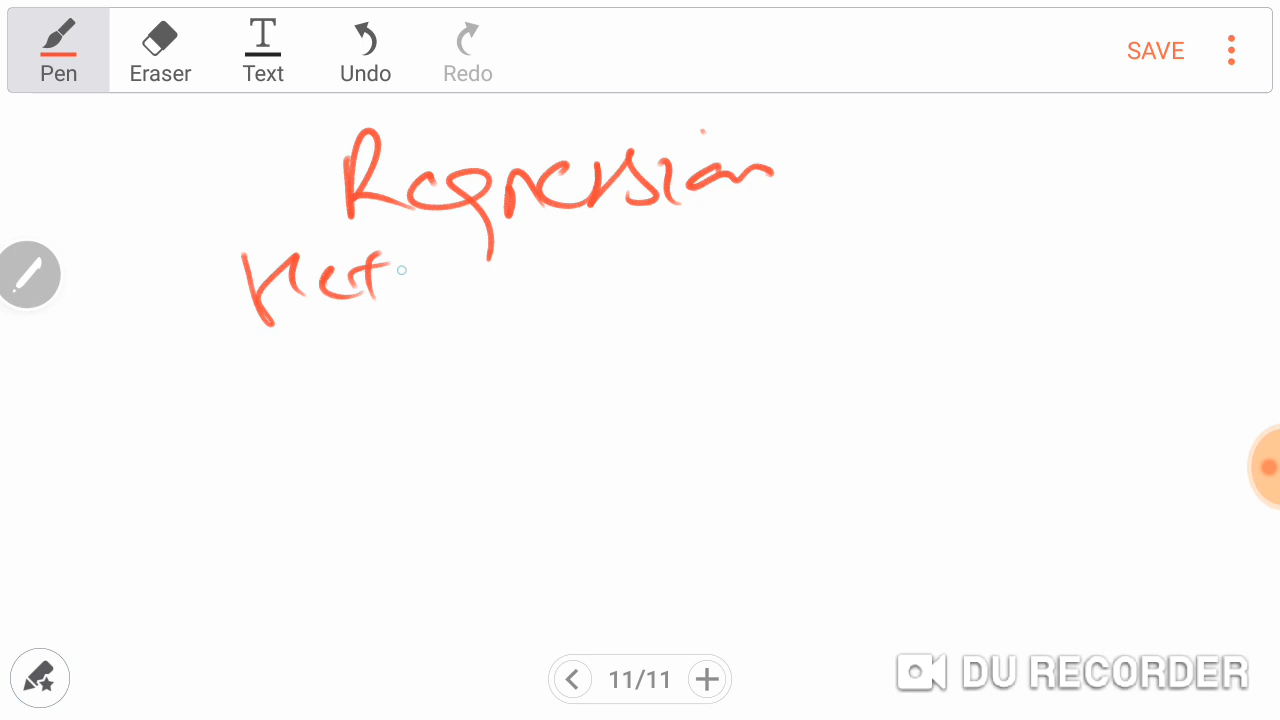 Pen
Eraser
Text
Undo
Redo
SAVE
Regression
11/11
DU RECORDER